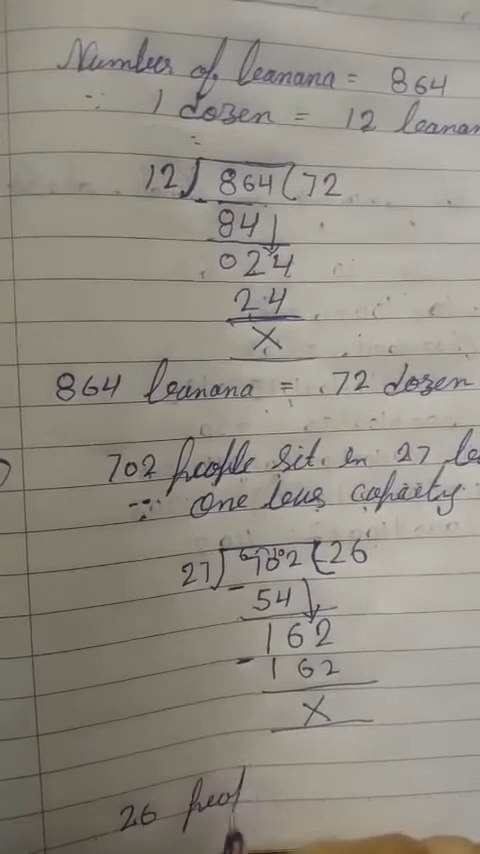 Number of banana = 864
∵ 1 dozen = 12 banan
12)864(72
84↓
024
24
X
864 banana = 72 dozen
702 people sit in 27
∵ One bus capacity
27)702(26
54↓
162
-162
X
26 peop